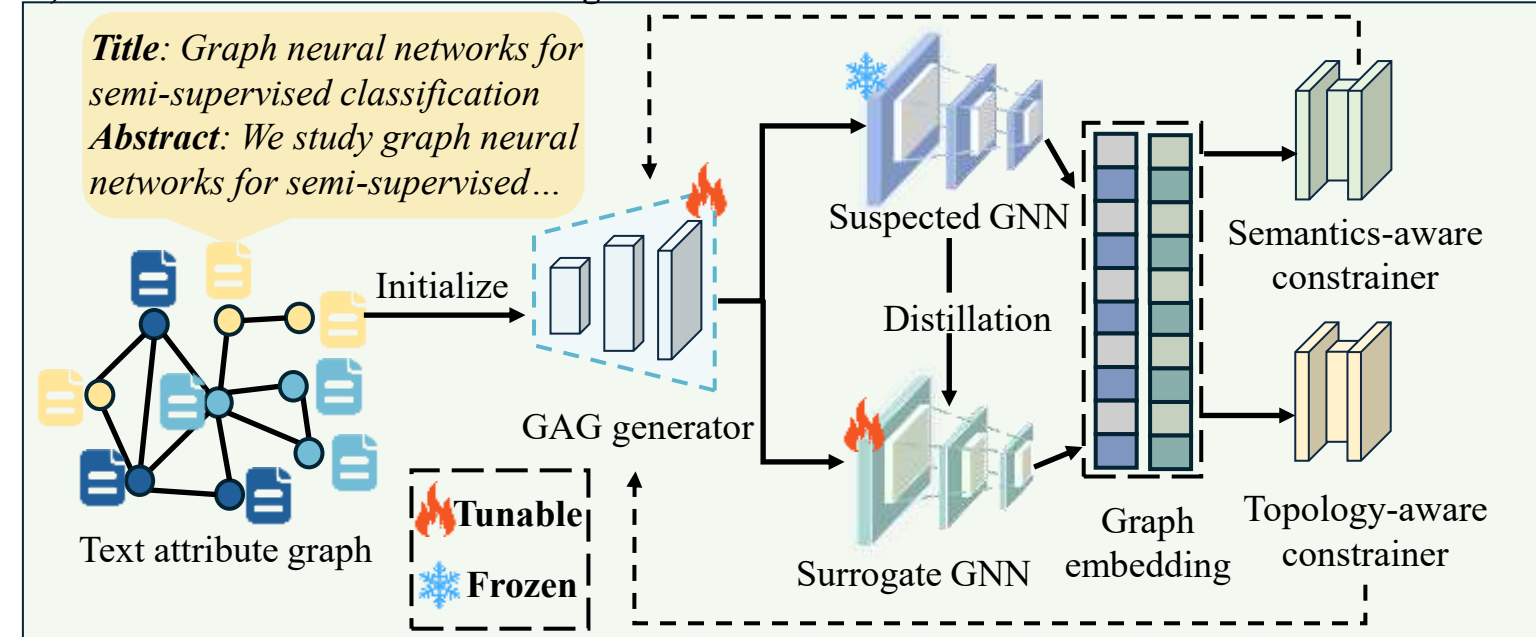 Title: Graph neural networks for
semi-supervised classification
Abstract: We study graph neural
networks for semi-supervised…
Initialize
Text attribute graph
GAG generator
Tunable
Frozen
Suspected GNN
Distillation
Surrogate GNN
Graph
embedding
Semantics-aware
constrainer
Topology-aware
constrainer